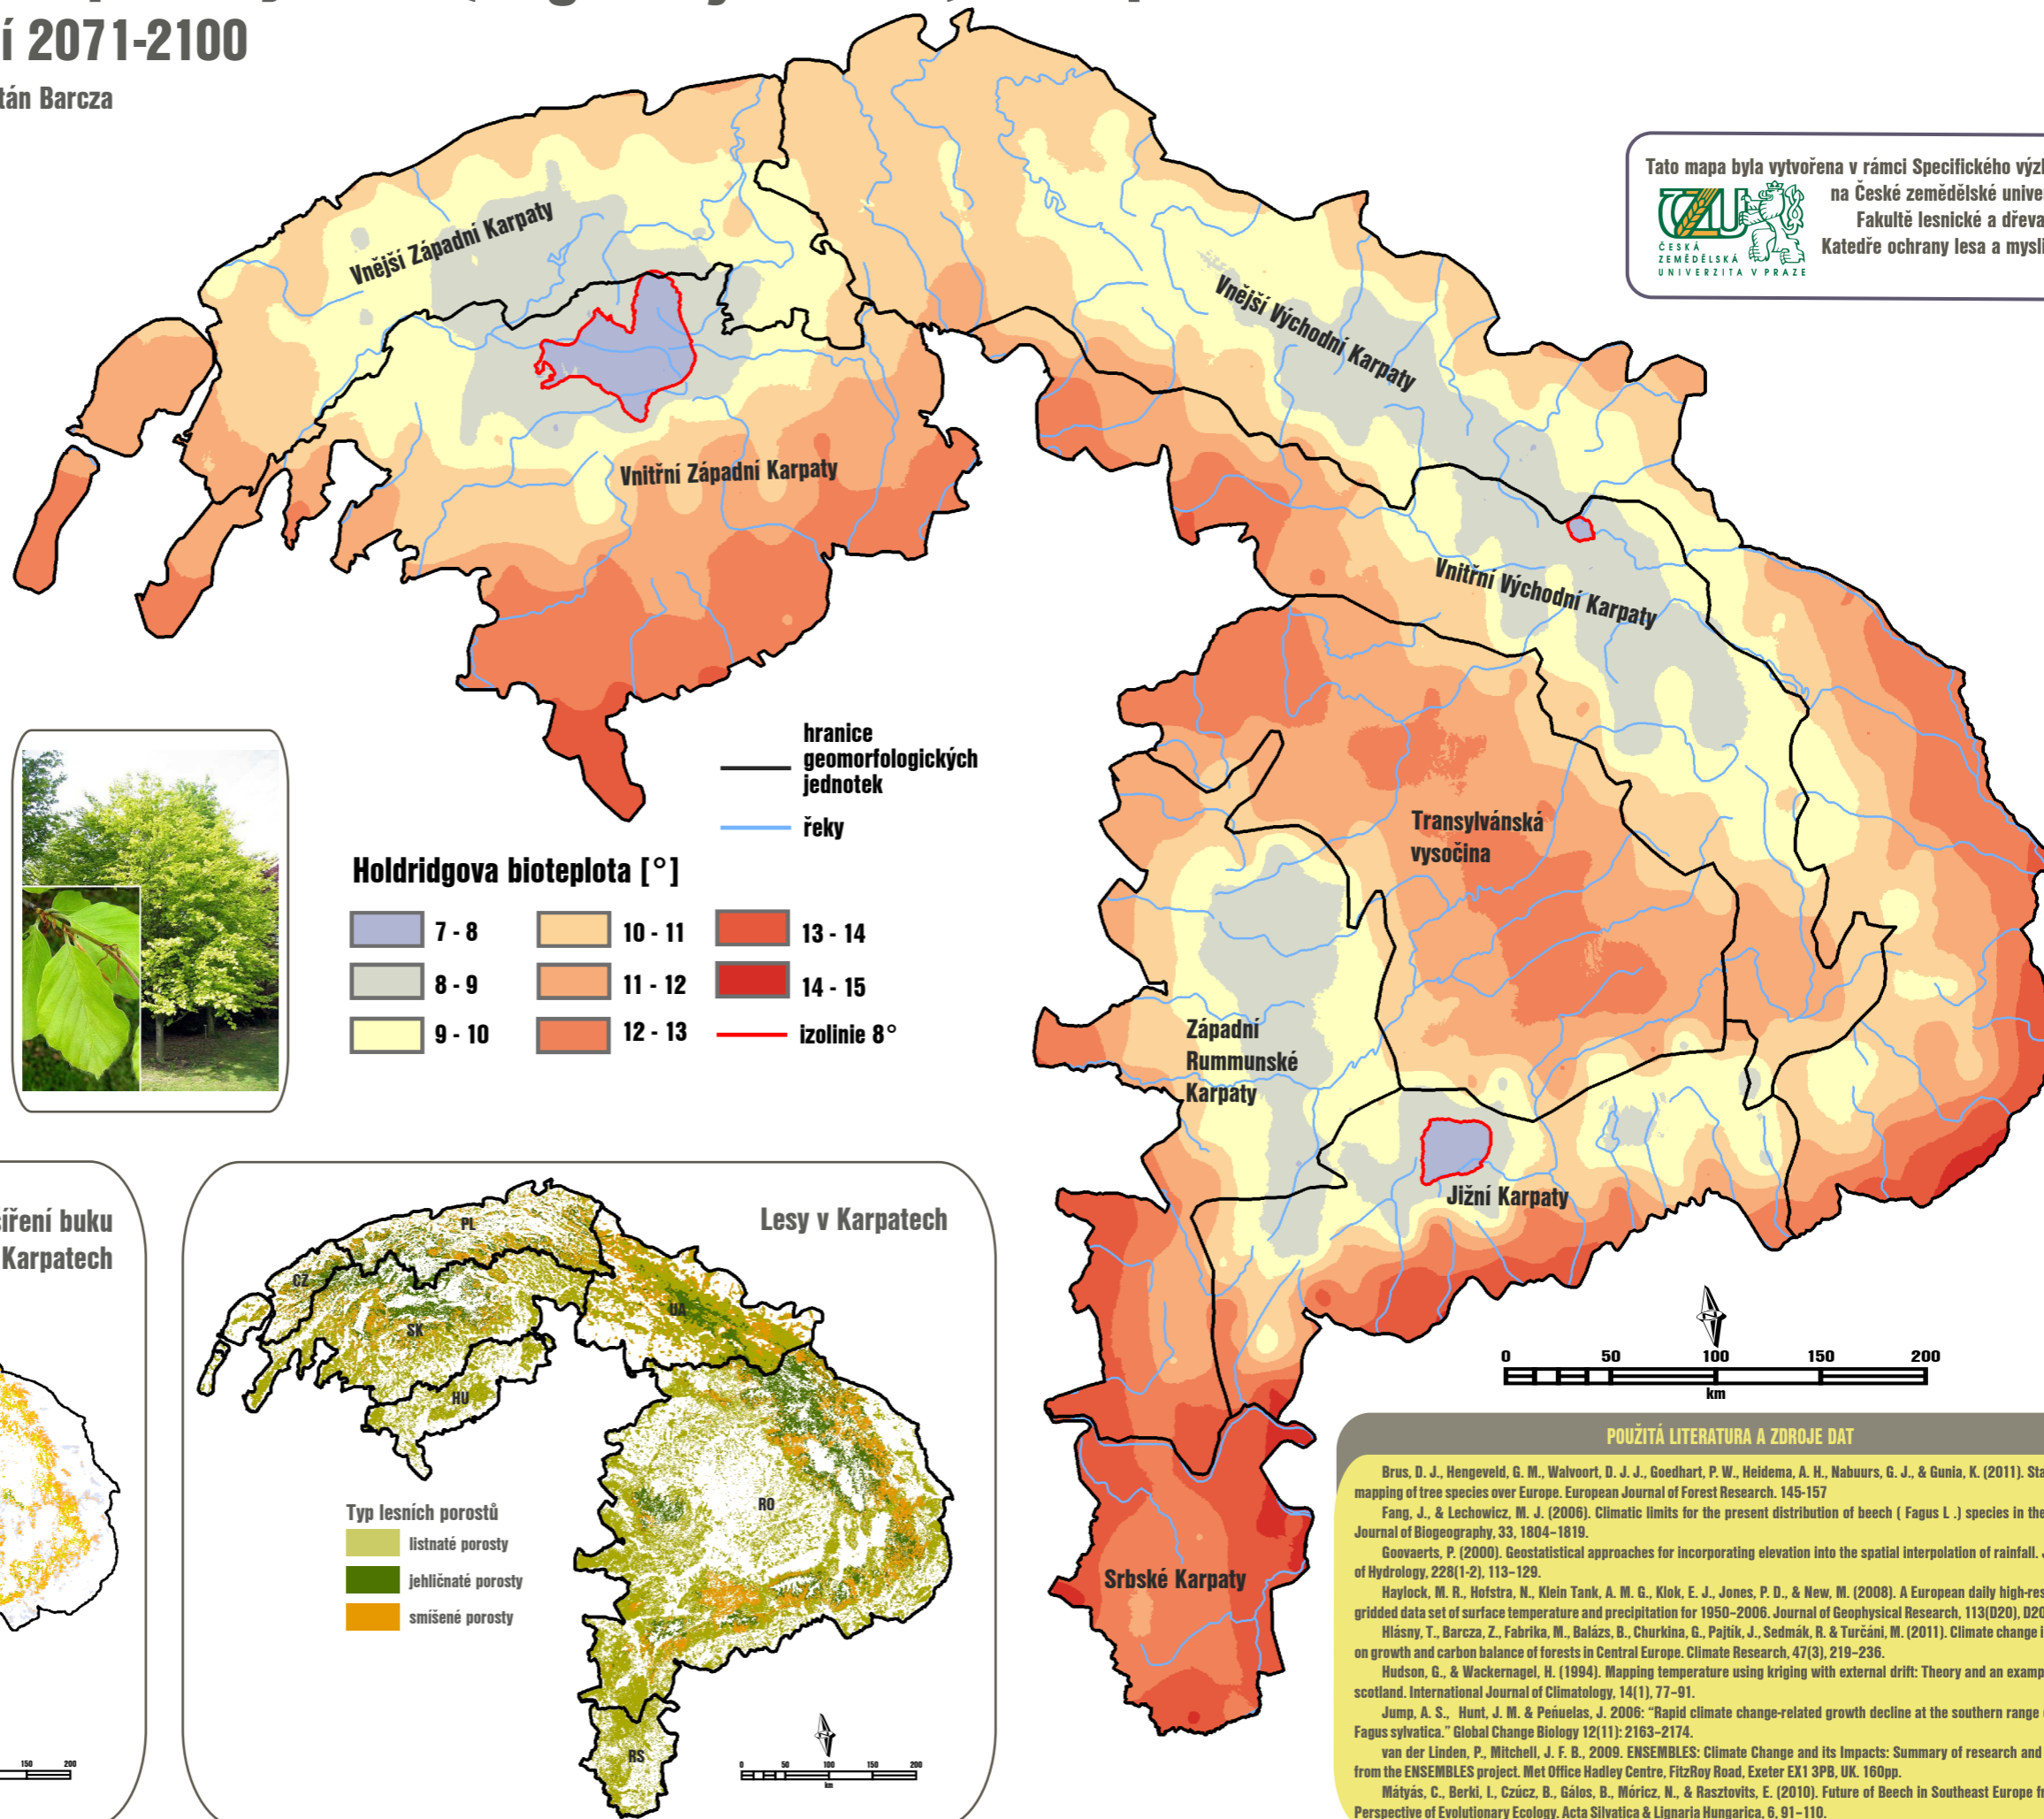 í 2071-2100
tán Barcza
Tato mapa byla vytvořena v rámci Specifického
na České zemědělské
Fakultě lesnické a
Katedře ochrany lesa a
ČZU
ČESKÁ
ZEMĚDĚLSKÁ
UNIVERZITA V PRAZE
Vnější Západní Karpaty
Vnitřní Západní Karpaty
Vnější Východní Karpaty
Vnitřní Východní Karpaty
Transylvánská
vysočina
Západní
Rummunské
Karpaty
Jižní Karpaty
Srbské Karpaty
hranice
geomorfologických
jednotek
řeky
Holdridgova bioteplota [°]
7 - 8
8 - 9
9 - 10
10 - 11
11 - 12
12 - 13
13 - 14
14 - 15
izolinie 8°
0 50 100 150 200
km
íření buku
Karpatech
150 200
Lesy v Karpatech
PL
CZ
SK
HU
UA
RO
RS
Typ lesních porostů
listnaté porosty
jehličnaté porosty
smíšené porosty
0 50 100 150 200
km
POUŽITÁ LITERATURA A ZDROJE DAT
Brus, D. J., Hengeveld, G. M., Walvoort, D. J. J., Goedhart, P. W., Heidema, A. H., Nabuurs, G. J., & Gunia, K. (2011). Sta
mapping of tree species over Europe. European Journal of Forest Research. 145-157
Fang, J., & Lechowicz, M. J. (2006). Climatic limits for the present distribution of beech ( Fagus L .) species in the
Journal of Biogeography, 33, 1804–1819.
Goovaerts, P. (2000). Geostatistical approaches for incorporating elevation into the spatial interpolation of rainfall. J
of Hydrology, 228(1-2), 113–129.
Haylock, M. R., Hofstra, N., Klein Tank, A. M. G., Klok, E. J., Jones, P. D., & New, M. (2008). A European daily high-res
gridded data set of surface temperature and precipitation for 1950–2006. Journal of Geophysical Research, 113(D20), D20
Hlásny, T., Barcza, Z., Fabrika, M., Balázs, B., Churkina, G., Pajtík, J., Sedmák, R. & Turčáni, M. (2011). Climate change i
on growth and carbon balance of forests in Central Europe. Climate Research, 47(3), 219–236.
Hudson, G., & Wackernagel, H. (1994). Mapping temperature using kriging with external drift: Theory and an examp
scotland. International Journal of Climatology, 14(1), 77–91.
Jump, A. S., Hunt, J. M. & Peñuelas, J. 2006: “Rapid climate change-related growth decline at the southern range
Fagus sylvatica.” Global Change Biology 12(11): 2163–2174.
van der Linden, P., Mitchell, J. F. B., 2009. ENSEMBLES: Climate Change and its Impacts: Summary of research and
from the ENSEMBLES project. Met Office Hadley Centre, FitzRoy Road, Exeter EX1 3PB, UK. 160pp.
Mátyás, C., Berki, I., Czúcz, B., Gálos, B., Móricz, N., & Rasztovits, E. (2010). Future of Beech in Southeast Europe f
Perspective of Evolutionary Ecology. Acta Silvatica & Lignaria Hungarica, 6, 91–110.